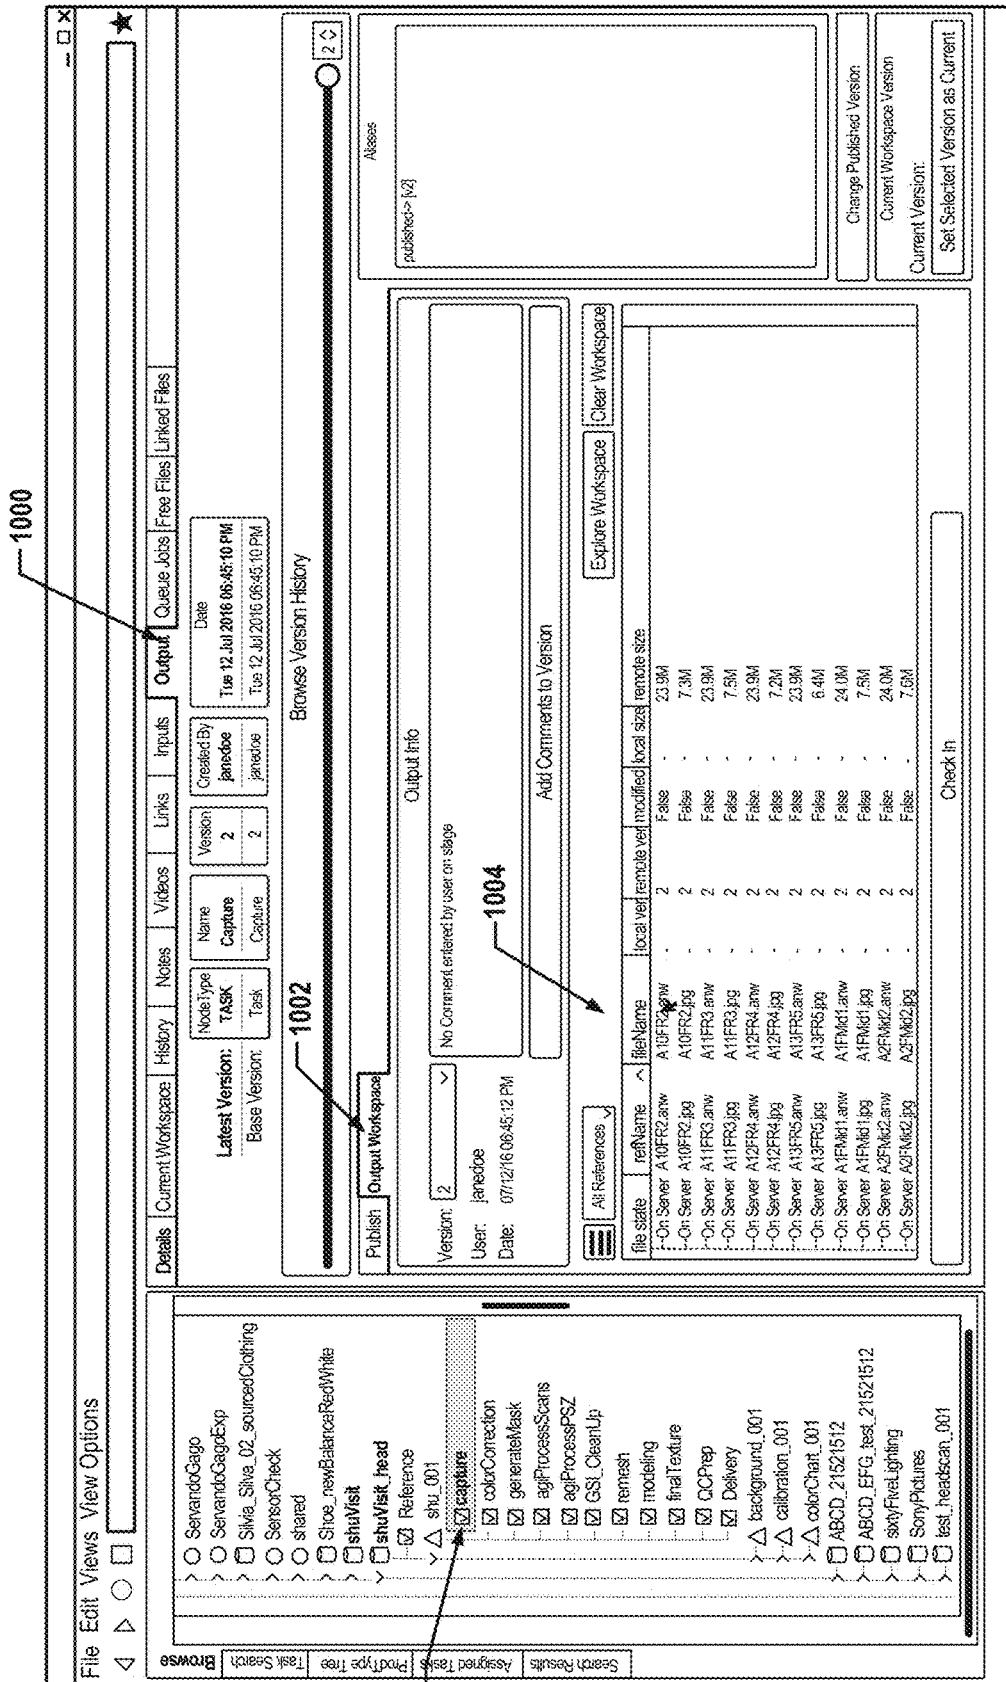 1000
File Edit Views View Options
Browse
Task Search
ProdType Tree
Assigned Tasks
Search Results
ServandoGago
ServandoGagoExp
Silvia_Silva_02_sourcedClothing
SensorCheck
shared
Shoe_newBalanceRedWhite
shuVisit
shuVisit_head
Reference
shu_001
capture
colorCorrection
generateMask
agiProcessScans
agiProcessPSZ
GSI_CleanUp
remesh
modeling
finalTexture
QCPrep
Delivery
background_001
calibration_001
colorChart_001
ABCD_21521512
ABCD_EFG_test_21521512
sixtyFiveLighting
SonyPictures
test_headscan_001
Details Current Workspace History Notes Videos Links Inputs Output Queue Jobs Free Files Linked Files
NodeType Name Version Created By Date
Latest Version: TASK Capture 2 janedoe Tue 12 Jul 2016 06:45:10 PM
Base Version: Task Capture 2 janedoe Tue 12 Jul 2016 06:45:10 PM
Browse Version History
2
1002
Publish Output Workspace
Output Info
Version: 2 No Comment entared by user on stage
User: janedoe
Date: 07/12/16 06:45:12 PM
Add Comments to Version
1004
All References Explore Workspace Clear Workspace
file state refName fileName local ver remote ver modified local size remote size
On Server A10FR2.arw A10FR2.arw - 2 False - 23.9M
On Server A10FR2.jpg A10FR2.jpg - 2 False - 7.3M
On Server A11FR3.arw A11FR3.arw - 2 False - 23.9M
On Server A11FR3.jpg A11FR3.jpg - 2 False - 7.5M
On Server A12FR4.arw A12FR4.arw - 2 False - 23.9M
On Server A12FR4.jpg A12FR4.jpg - 2 False - 7.2M
On Server A13FR5.arw A13FR5.arw - 2 False - 23.9M
On Server A13FR5.jpg A13FR5.jpg - 2 False - 6.4M
On Server A1FMid1.arw A1FMid1.arw - 2 False - 24.0M
On Server A1FMid1.jpg A1FMid1.jpg - 2 False - 7.5M
On Server A2FMid2.arw A2FMid2.arw - 2 False - 24.0M
On Server A2FMid2.jpg A2FMid2.jpg - 2 False -
Check In
Aliases
published-> [v2]
Change Published Version
Current Workspace Version
Current Version:
Set Selected Version as Current